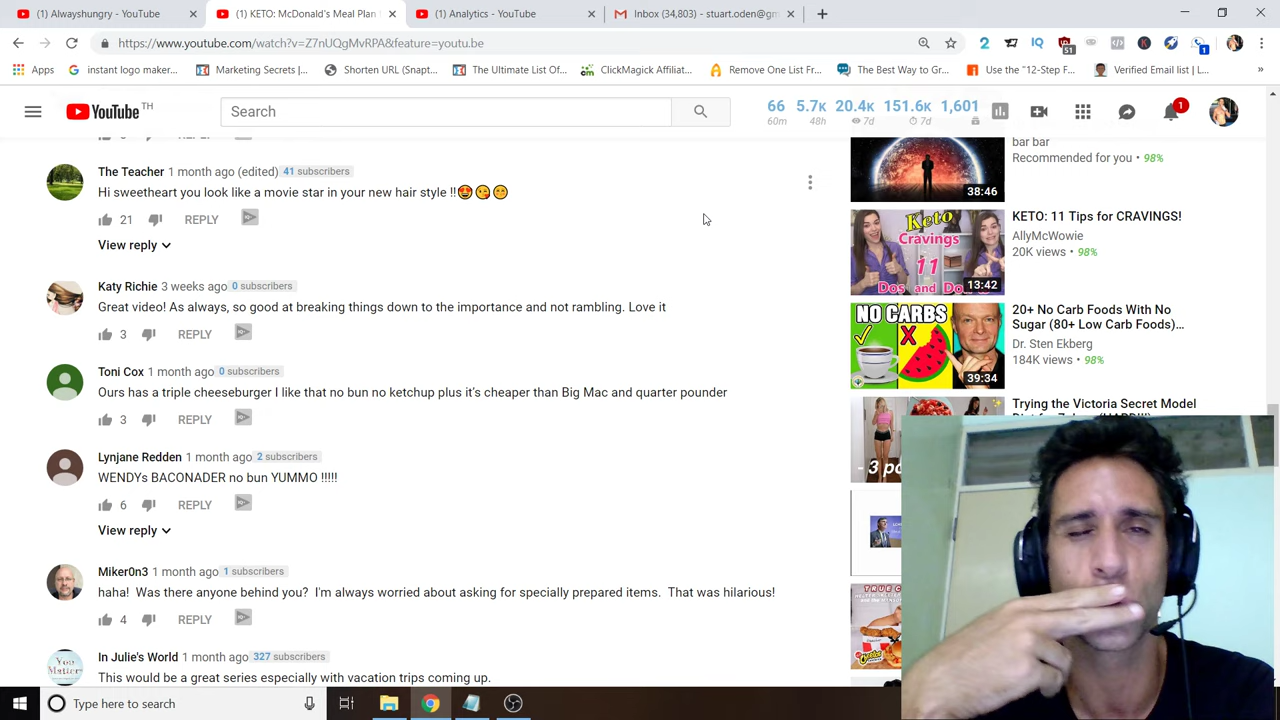 (1) Alwayshungry - YouTube
(1) KETO: McDonald's Meal Plan
(1) Analytics - YouTube
Inbox (34,803) - stuart.oden@gm
https://www.youtube.com/watch?v=Z7nUQgMvRPA&feature=youtu.be
51
1
Apps
instant logo maker...
Marketing Secrets |...
Shorten URL (Snapt...
The Ultimate List Of...
ClickMagick Affiliat...
Remove One List Fr...
The Best Way to Gr...
Use the "12-Step F...
Verified Email list | L...
YouTube TH
Search
66 5.7K 20.4K 151.6K 1,601
60m 48h 7d 7d
1
The Teacher 1 month ago (edited) 41 subscribers
Hi sweetheart you look like a movie star in your new hair style !!😍😘😁
21 REPLY
View reply
Katy Richie 3 weeks ago 0 subscribers
Great video! As always, so good at breaking things down to the importance and not rambling. Love it
3 REPLY
Toni Cox 1 month ago 0 subscribers
Ours has a triple cheeseburger I like that no bun no ketchup plus it's cheaper than Big Mac and quarter pounder
3 REPLY
Lynjane Redden 1 month ago 2 subscribers
WENDYs BACONADER no bun YUMMO !!!!!
6 REPLY
View reply
Miker0n3 1 month ago 1 subscribers
haha! Was there anyone behind you? I'm always worried about asking for specially prepared items. That was hilarious!
4 REPLY
You Matter
In Julie's World 1 month ago 327 subscribers
This would be a great series especially with vacation trips coming up.
bar bar
Recommended for you • 98%
38:46
Keto
Cravings
11
Dos and Do
13:42
KETO: 11 Tips for CRAVINGS!
AllyMcWowie
20K views • 98%
NO CARBS
X
39:34
20+ No Carb Foods With No
Sugar (80+ Low Carb Foods)...
Dr. Sten Ekberg
184K views • 98%
Trying the Victoria Secret Model
- 3 po
Type here to search